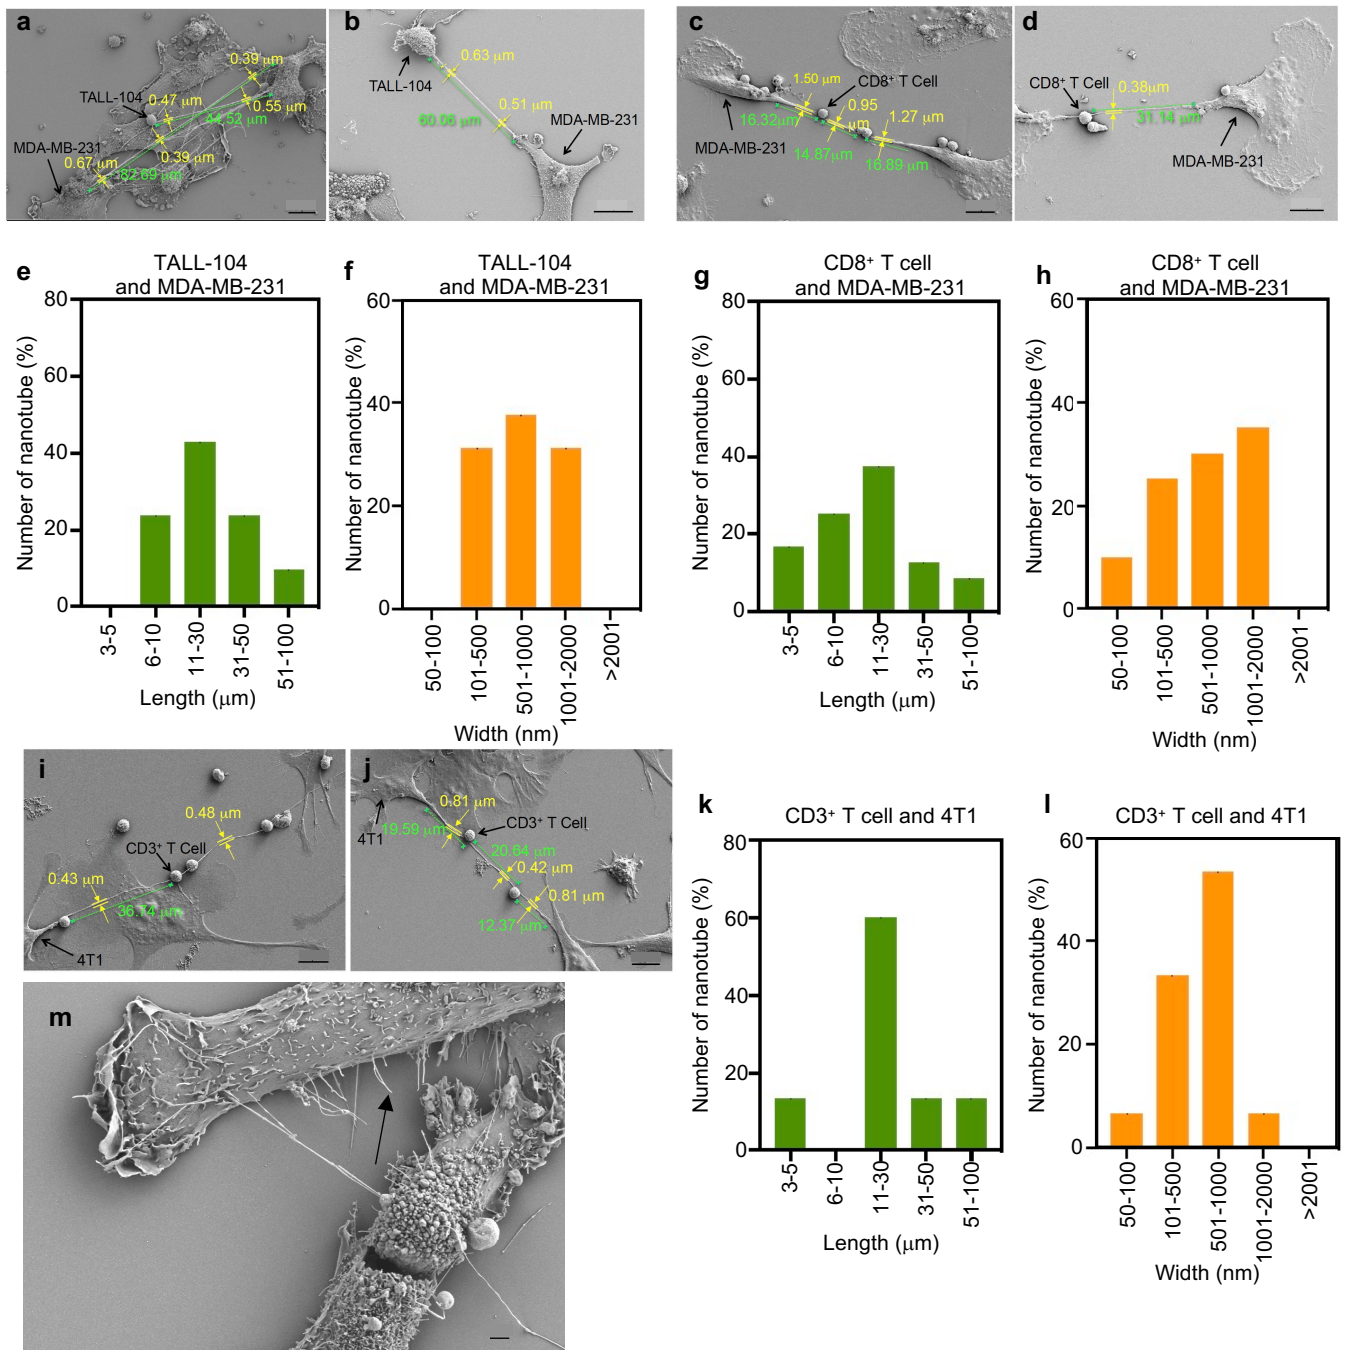 a
0.39 μm
TALL-104
0.47 μm
0.55 μm
44.52 μm
MDA-MB-231
0.39 μm
0.67 μm
82.69 μm
b
0.63 μm
TALL-104
0.51 μm
60.06 μm
MDA-MB-231
c
1.50 μm
CD8⁺ T Cell
0.95
μm
1.27 μm
16.32μm
14.87μm
16.89 μm
MDA-MB-231
d
CD8⁺ T Cell
0.38μm
31.14 μm
MDA-MB-231
e
TALL-104
and MDA-MB-231
Number of nanotube (%)
80
60
40
20
0
3-5
6-10
11-30
31-50
51-100
Length (μm)
f
TALL-104
and MDA-MB-231
Number of nanotube (%)
60
40
20
0
50-100
101-500
501-1000
1001-2000
>2001
Width (nm)
g
CD8⁺ T cell
and MDA-MB-231
Number of nanotube (%)
80
60
40
20
0
3-5
6-10
11-30
31-50
51-100
Length (μm)
h
CD8⁺ T cell
and MDA-MB-231
Number of nanotube (%)
60
40
20
0
50-100
101-500
501-1000
1001-2000
>2001
Width (nm)
i
0.48 μm
CD3⁺ T Cell
0.43 μm
36.74 μm
4T1
j
0.81 μm
4T1
19.59 μm
CD3⁺ T Cell
20.64 μm
0.42 μm
0.81 μm
12.37 μm
k
CD3⁺ T cell and 4T1
Number of nanotube (%)
80
60
40
20
0
3-5
6-10
11-30
31-50
51-100
Length (μm)
l
CD3⁺ T cell and 4T1
Number of nanotube (%)
60
40
20
0
50-100
101-500
501-1000
1001-2000
>2001
Width (nm)
m